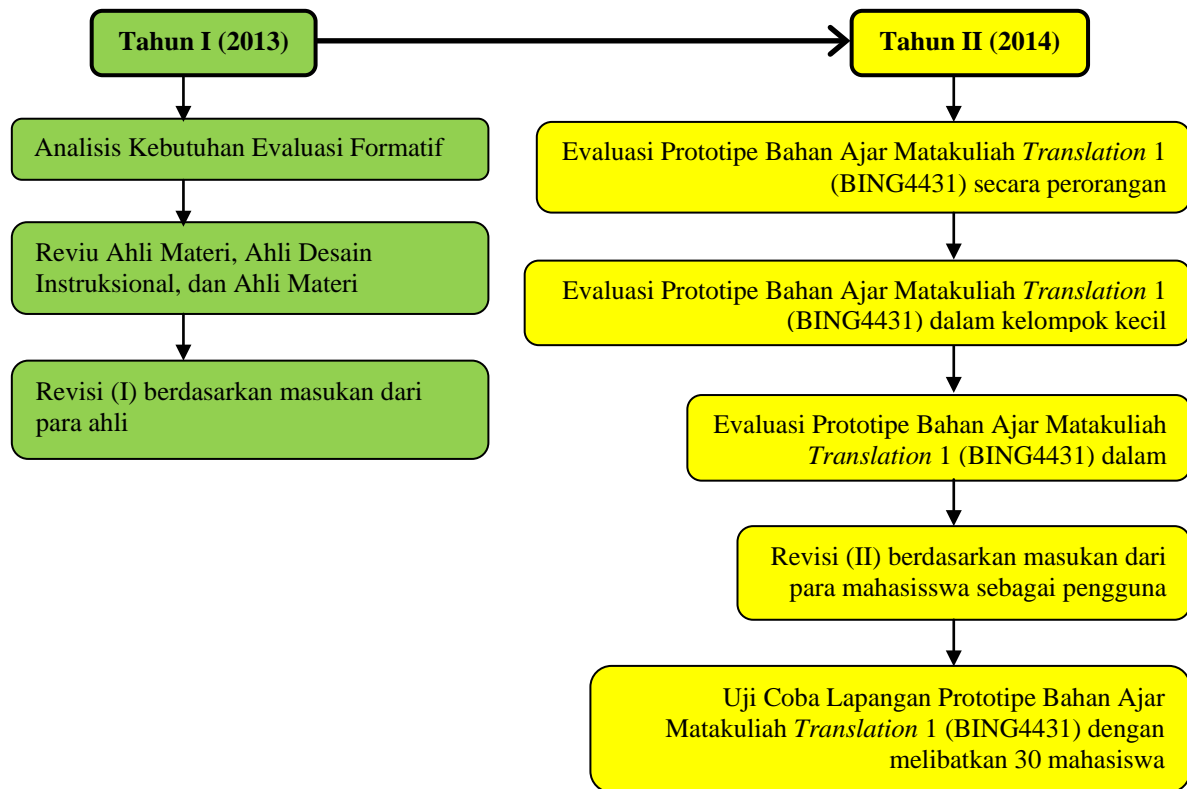 Tahun I (2013)
Analisis Kebutuhan Evaluasi Formatif
Reviu Ahli Materi, Ahli Desain
Instruksional, dan Ahli Materi
Revisi (I) berdasarkan masukan dari
para ahli
Tahun II (2014)
Evaluasi Prototipe Bahan Ajar Matakuliah Translation 1
(BING4431) secara perorangan
Evaluasi Prototipe Bahan Ajar Matakuliah Translation 1
(BING4431) dalam kelompok kecil
Evaluasi Prototipe Bahan Ajar Matakuliah
Translation 1 (BING4431) dalam
Revisi (II) berdasarkan masukan dari
para mahasisswa sebagai pengguna
Uji Coba Lapangan Prototipe Bahan Ajar
Matakuliah Translation 1 (BING4431) dengan
melibatkan 30 mahasiswa